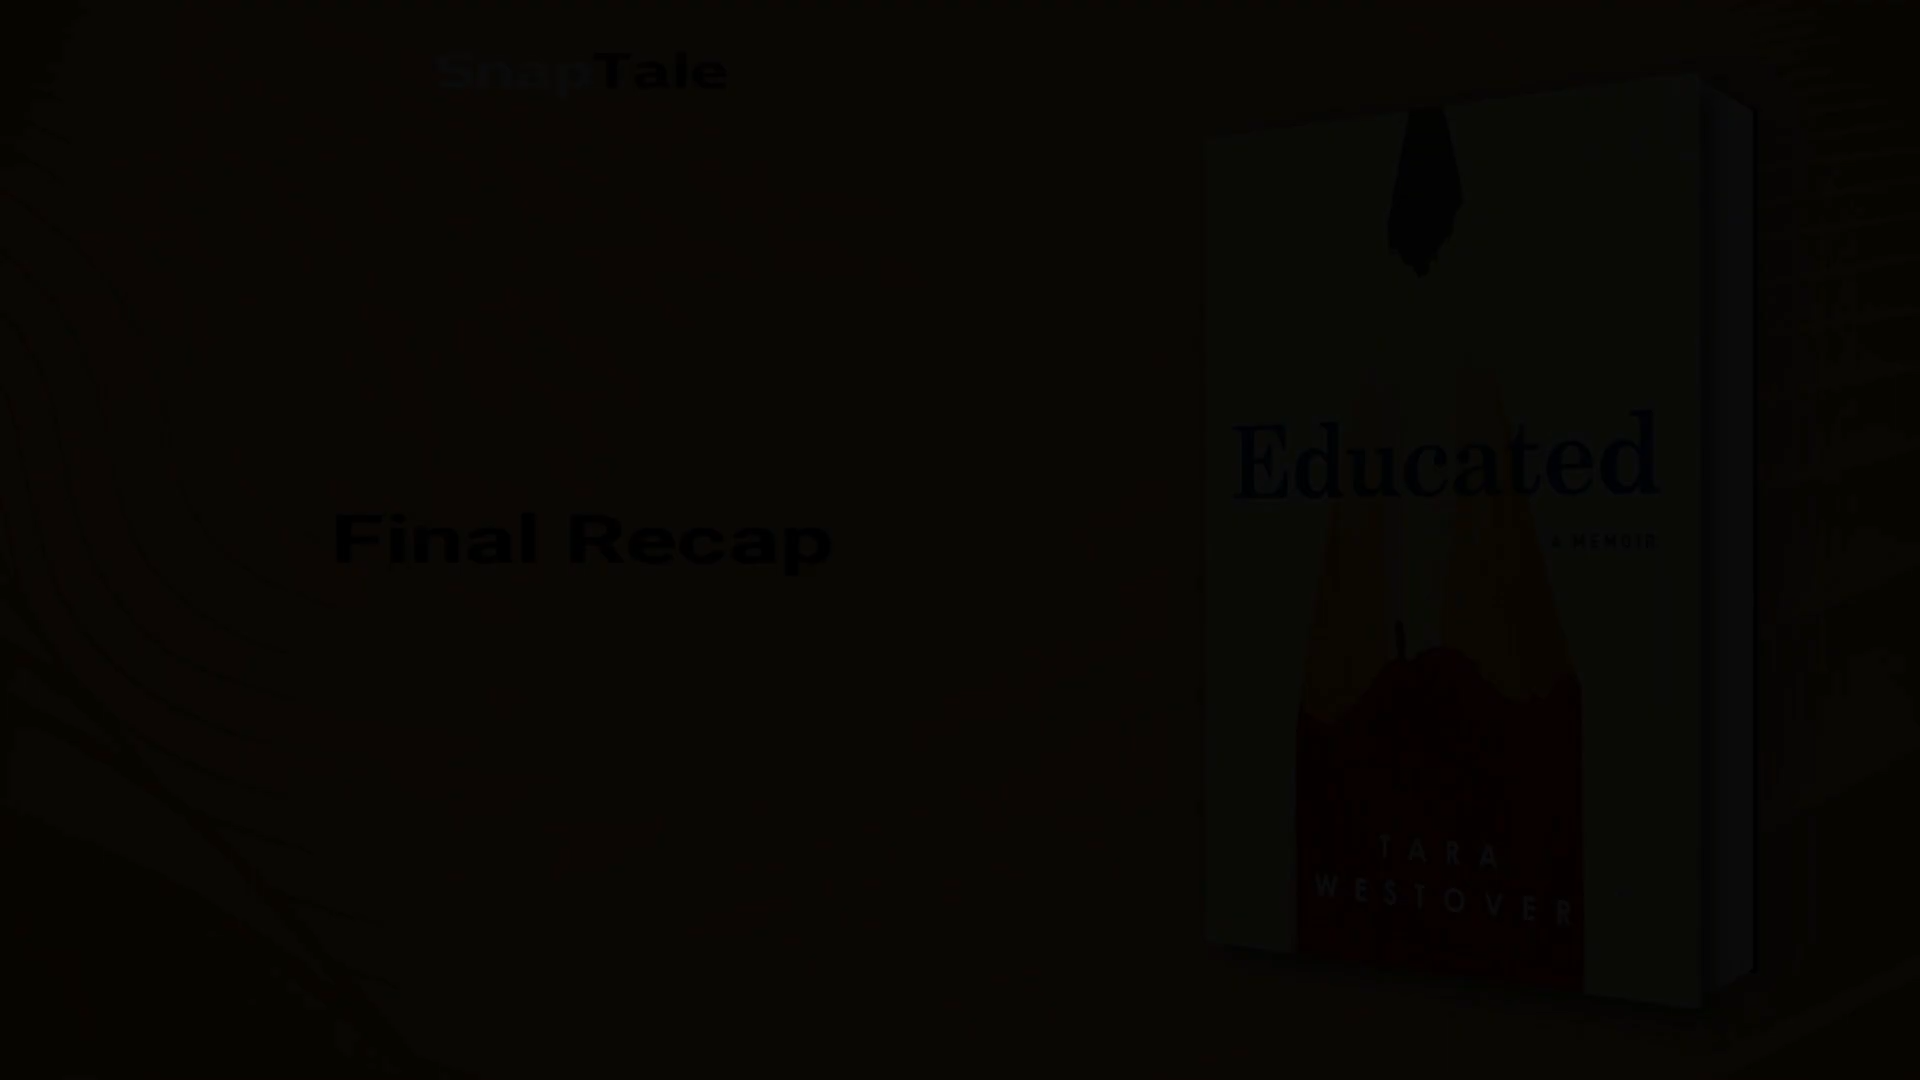 SnapTale
Final Recap
Educated
A MEMOIR
TARA
WESTOVER